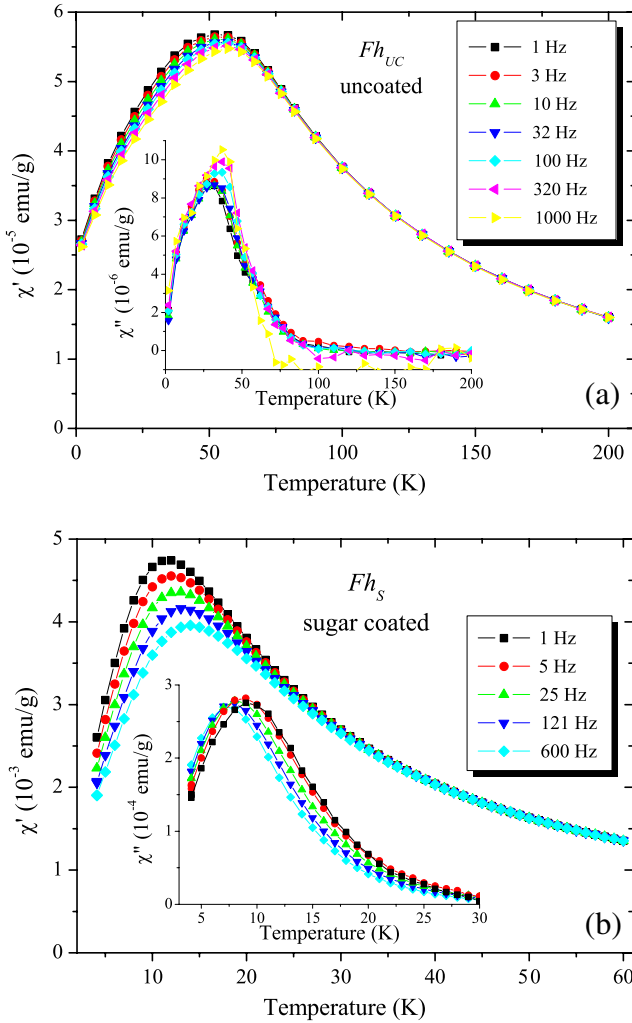 6
5
4
3
2
1
0
χ' (10⁻⁵ emu/g)
Fh_UC
uncoated
1 Hz
3 Hz
10 Hz
32 Hz
100 Hz
320 Hz
1000 Hz
10
8
6
4
2
0
χ'' (10⁻⁶ emu/g)
0 50 100 150 200
Temperature (K)
(a)
0 50 100 150 200
Temperature (K)
5
4
3
2
1
0
χ' (10⁻³ emu/g)
Fh_S
sugar coated
1 Hz
5 Hz
25 Hz
121 Hz
600 Hz
3
2
1
0
χ'' (10⁻⁴ emu/g)
5 10 15 20 25 30
Temperature (K)
(b)
10 20 30 40 50 60
Temperature (K)